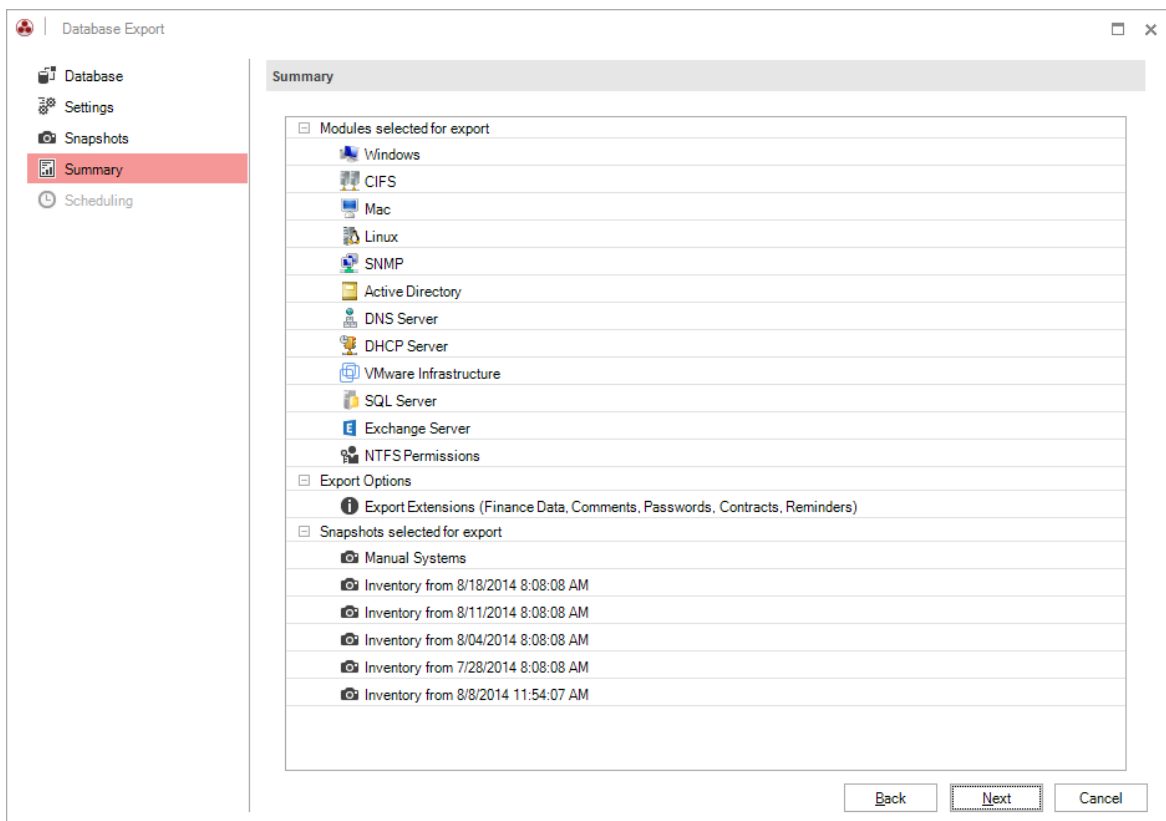 Database Export
Database
Settings
Snapshots
Summary
Scheduling
Summary
Modules selected for export
Windows
CIFS
Mac
Linux
SNMP
Active Directory
DNS Server
DHCP Server
VMware Infrastructure
SQL Server
Exchange Server
NTFS Permissions
Export Options
Export Extensions (Finance Data, Comments, Passwords, Contracts, Reminders)
Snapshots selected for export
Manual Systems
Inventory from 8/18/2014 8:08:08 AM
Inventory from 8/11/2014 8:08:08 AM
Inventory from 8/04/2014 8:08:08 AM
Inventory from 7/28/2014 8:08:08 AM
Inventory from 8/8/2014 11:54:07 AM
Back Next Cancel